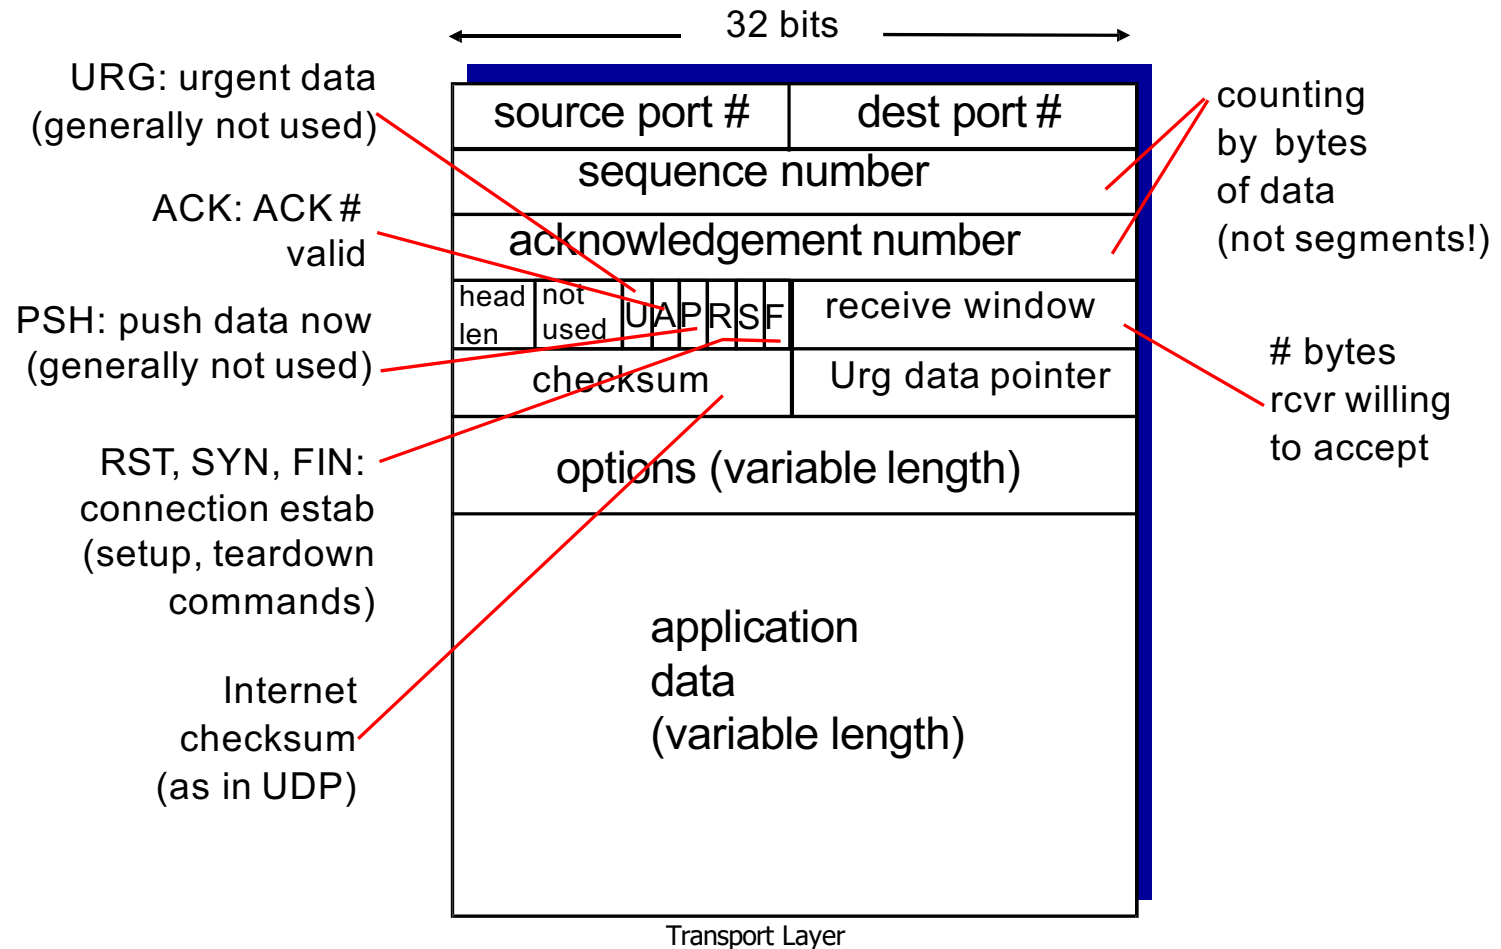 32 bits
URG: urgent data
(generally not used)
ACK: ACK #
valid
PSH: push data now
(generally not used)
RST, SYN, FIN:
connection estab
(setup, teardown
commands)
Internet
checksum
(as in UDP)
source port #
dest port #
sequence number
acknowledgement number
head
len
not
used
U A P R S F
receive window
checksum
Urg data pointer
options (variable length)
application
data
(variable length)
counting
by bytes
of data
(not segments!)
# bytes
rcvr willing
to accept
Transport Layer